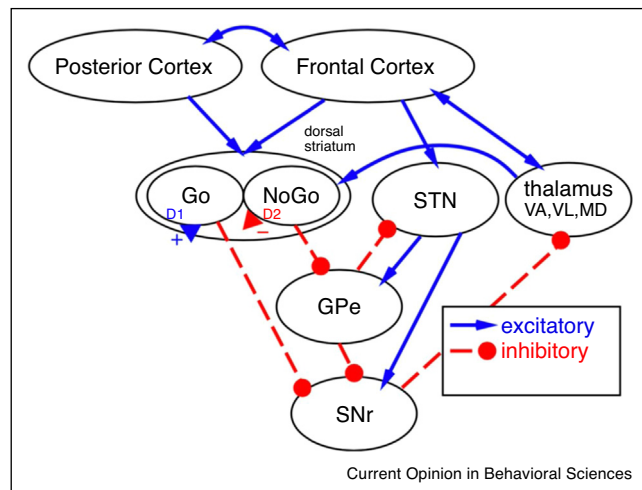 Posterior Cortex
Frontal Cortex
dorsal
striatum
Go
NoGo
D1
D2
+
–
STN
thalamus
VA,VL,MD
GPe
SNr
excitatory
inhibitory
Current Opinion in Behavioral Sciences